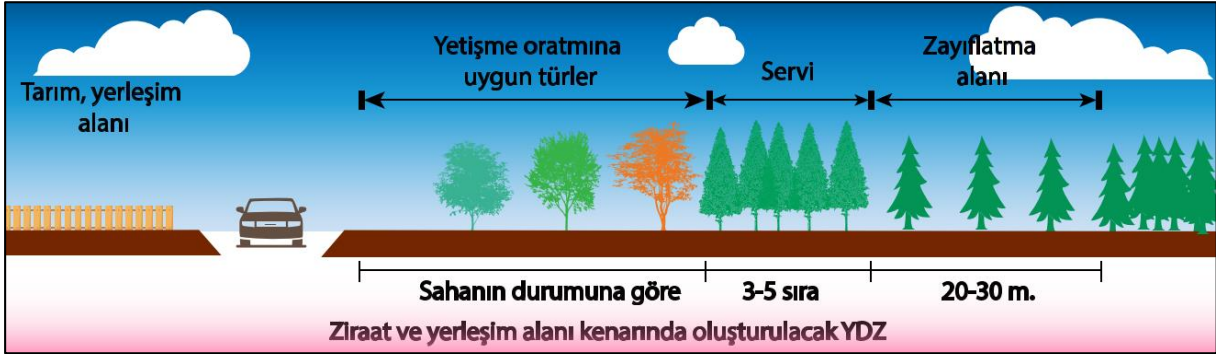 Tarım, yerleşim
alanı
Yetişme oratmına
uygun türler
Servi
Zayıflatma
alanı
Sahanın durumuna göre
3-5 sıra
20-30 m.
Ziraat ve yerleşim alanı kenarında oluşturulacak YDZ